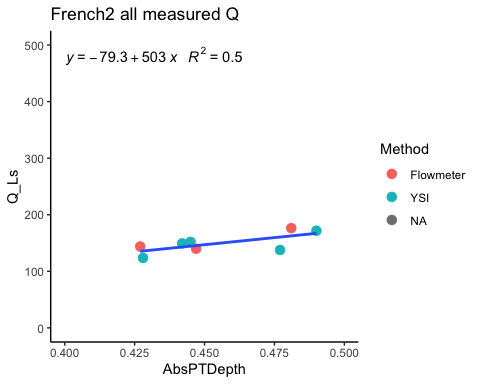 French2 all measured Q
y = −79.3 + 503 x R² = 0.5
500
400
300
200
100
0
Q_Ls
0.400 0.425 0.450 0.475 0.500
AbsPTDepth
Method
Flowmeter
YSI
NA